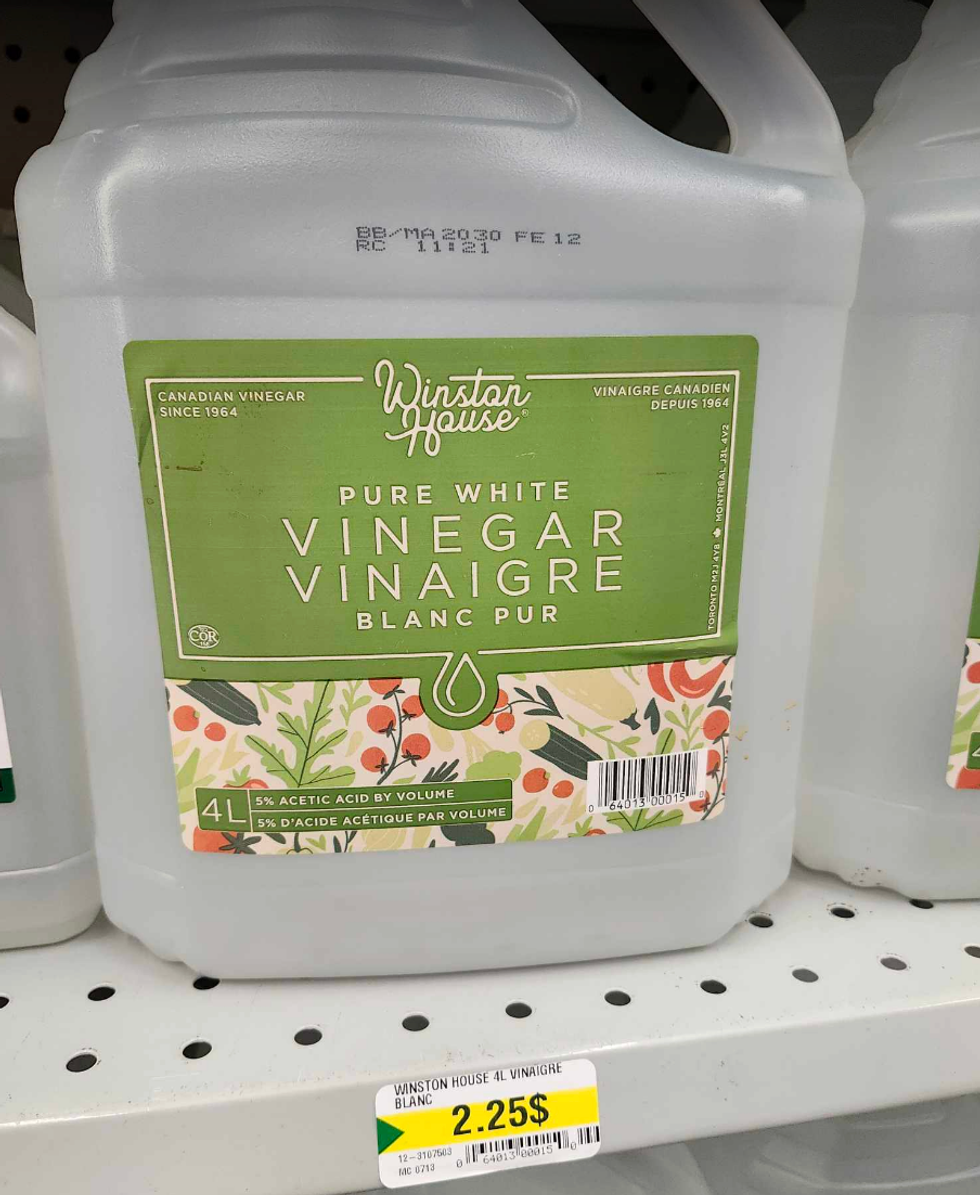 BB/MA 2030 FE 12
RC 11:21
Winston
House®
CANADIAN VINEGAR
SINCE 1964
VINAIGRE CANADIEN
DEPUIS 1964
PURE WHITE
VINEGAR
VINAIGRE
BLANC PUR
TORONTO M2J 4V8 MONTRÉAL J3L 4V2
COR
4L
5% ACETIC ACID BY VOLUME
5% D'ACIDE ACÉTIQUE PAR VOLUME
0 64013 00015 0
WINSTON HOUSE 4L VINAIGRE
BLANC
2.25$
12-3107503
MC 0713
0 64013 00015 0